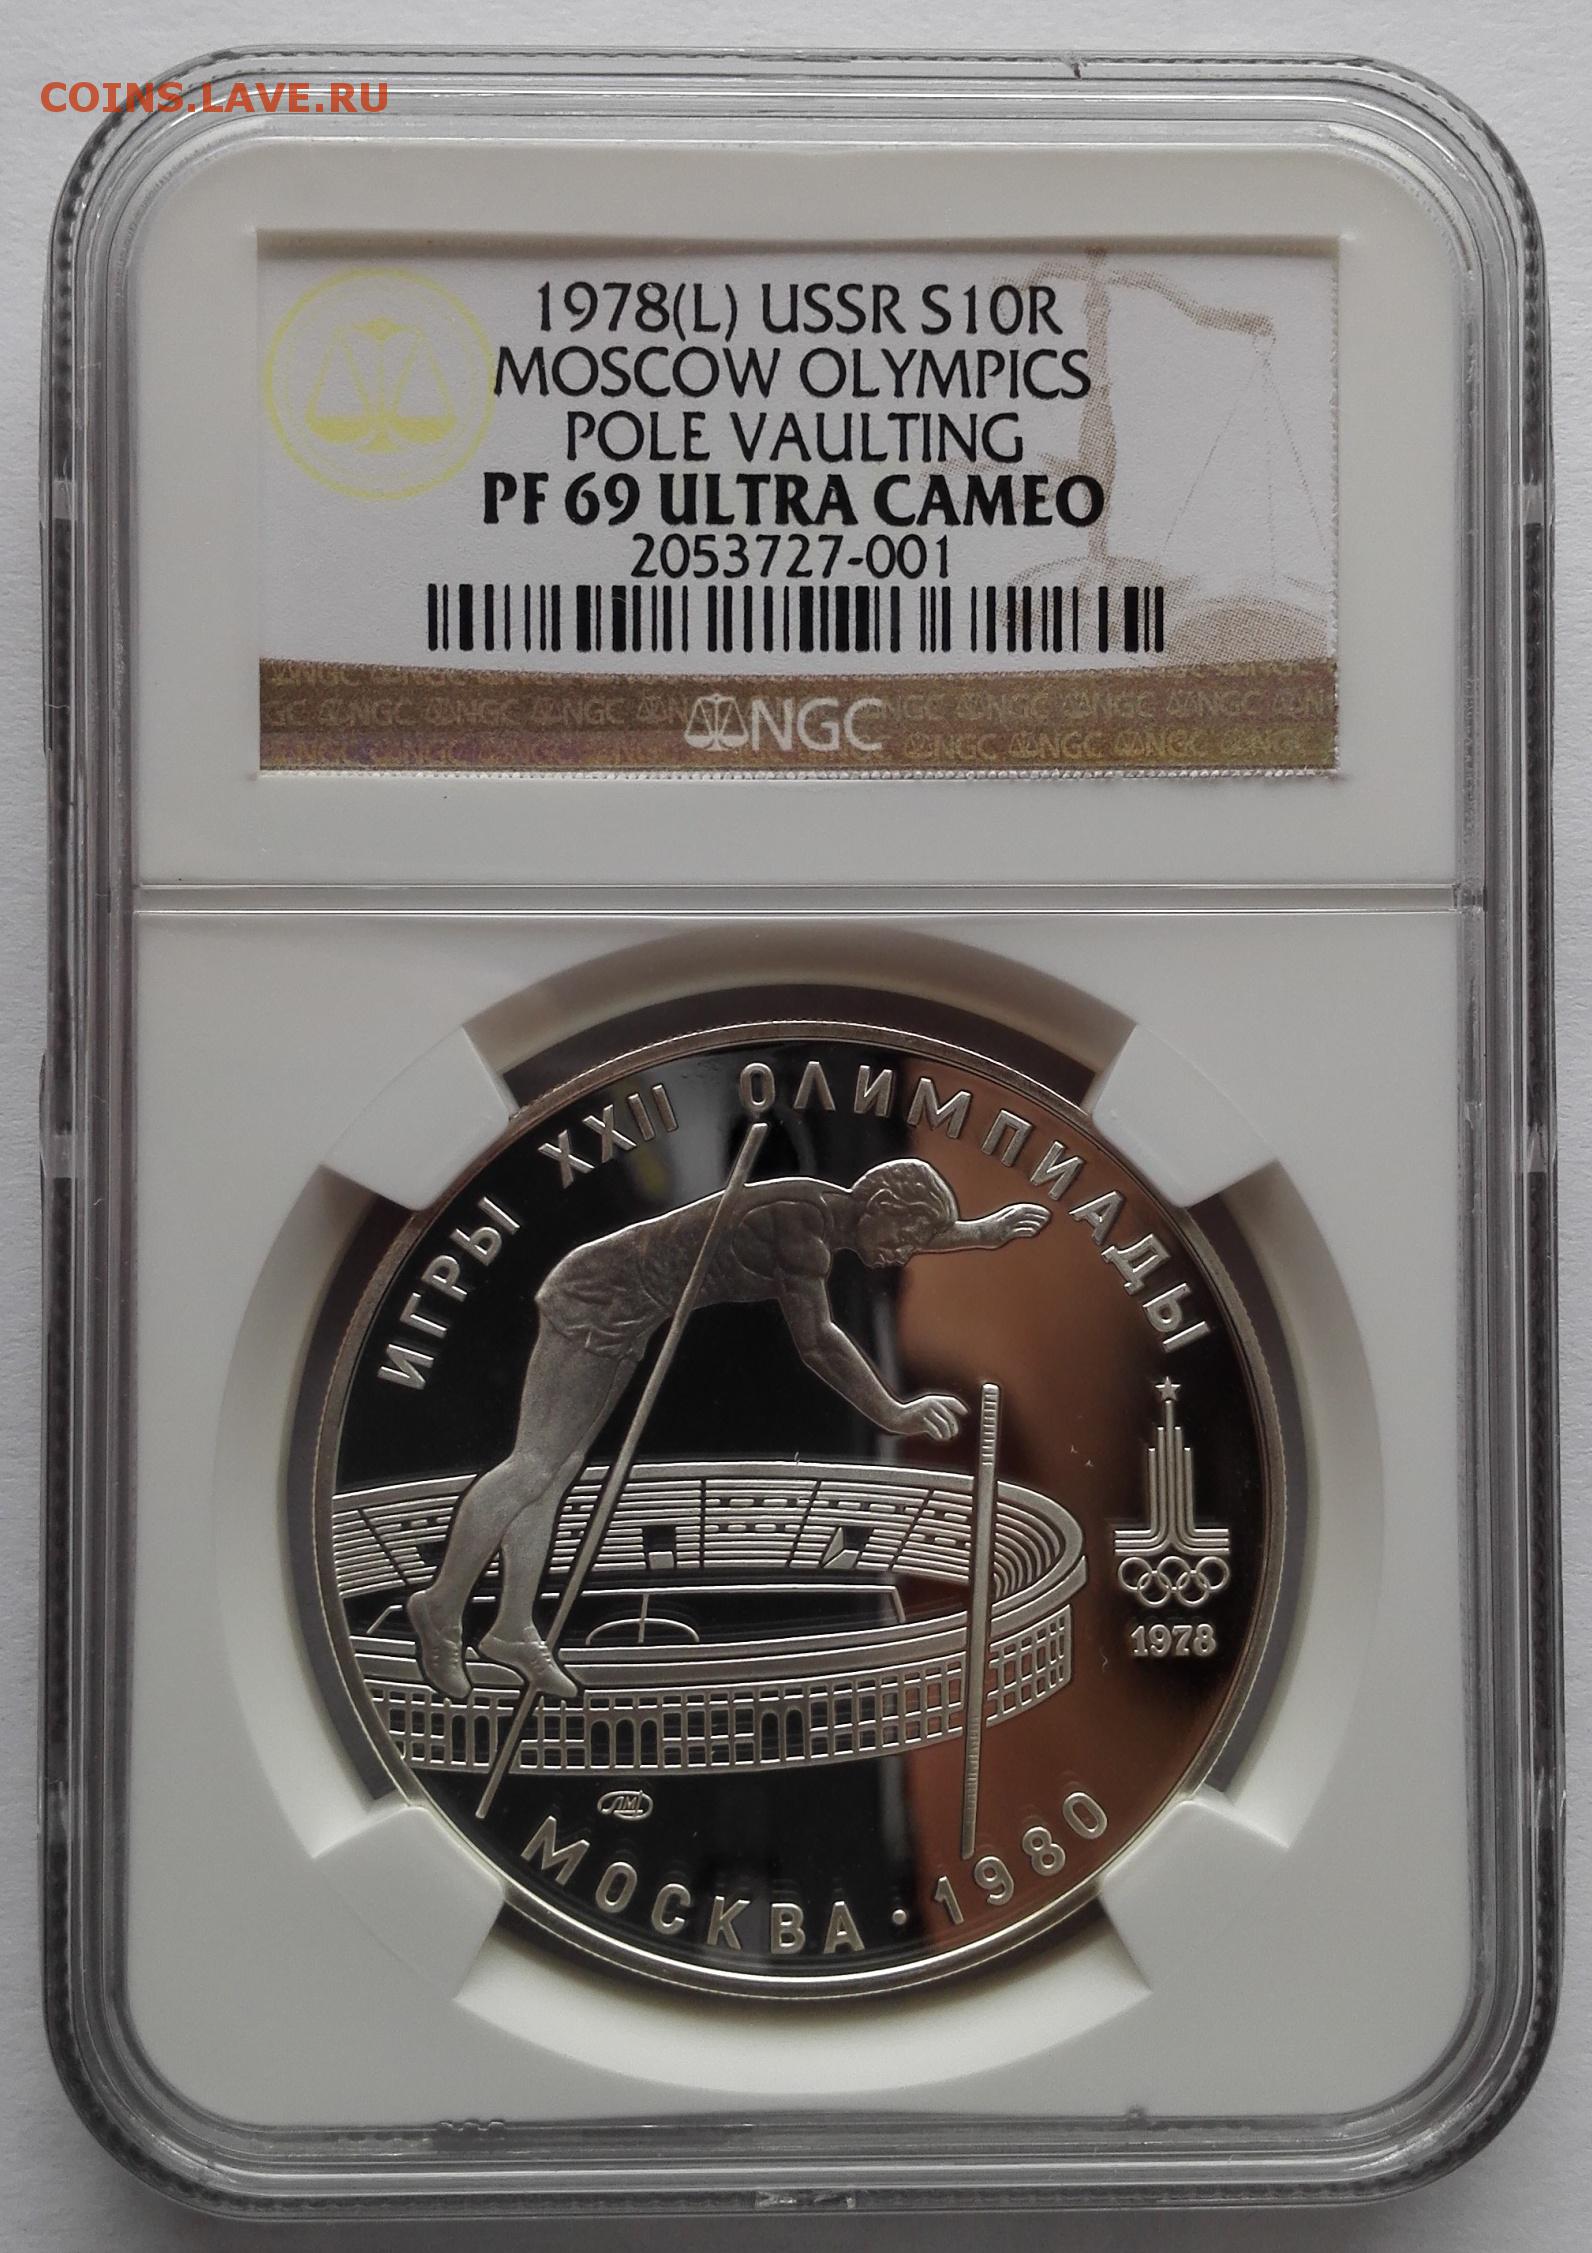 COINS.LAVE.RU
1978(L) USSR S10R
MOSCOW OLYMPICS
POLE VAULTING
PF 69 ULTRA CAMEO
2053727-001
NGC
ИГРЫ XXII ОЛИМПИАДЫ
1978
ЛМД
МОСКВА · 1980